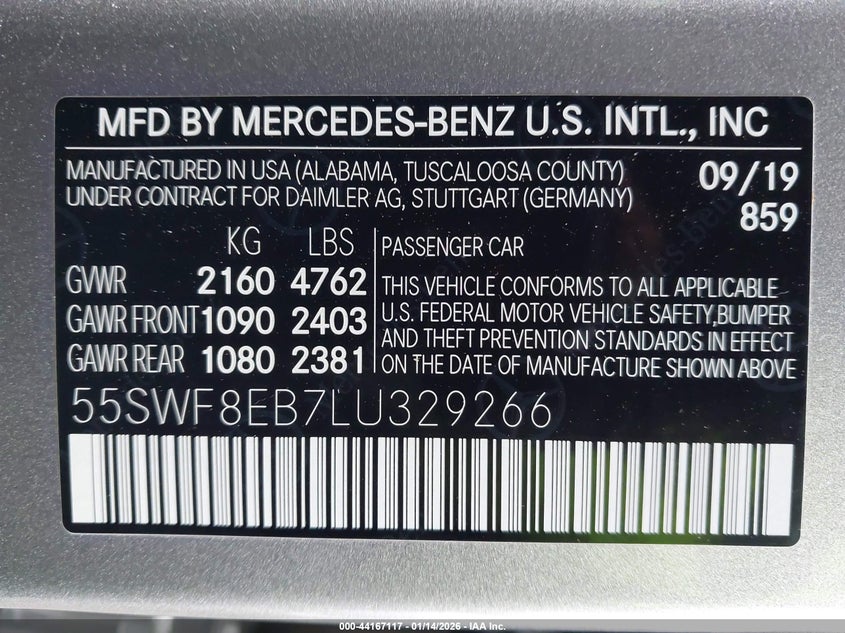 MFD BY MERCEDES-BENZ U.S. INTL., INC
MANUFACTURED IN USA (ALABAMA, TUSCALOOSA COUNTY)
UNDER CONTRACT FOR DAIMLER AG, STUTTGART (GERMANY)
09/19
859
KG LBS
GVWR 2160 4762
GAWR FRONT 1090 2403
GAWR REAR 1080 2381
PASSENGER CAR
THIS VEHICLE CONFORMS TO ALL APPLICABLE
U.S. FEDERAL MOTOR VEHICLE SAFETY,BUMPER
AND THEFT PREVENTION STANDARDS IN EFFECT
ON THE DATE OF MANUFACTURE SHOWN ABOVE
55SWF8EB7LU329266
000-44167117 - 01/14/2026 - IAA Inc.